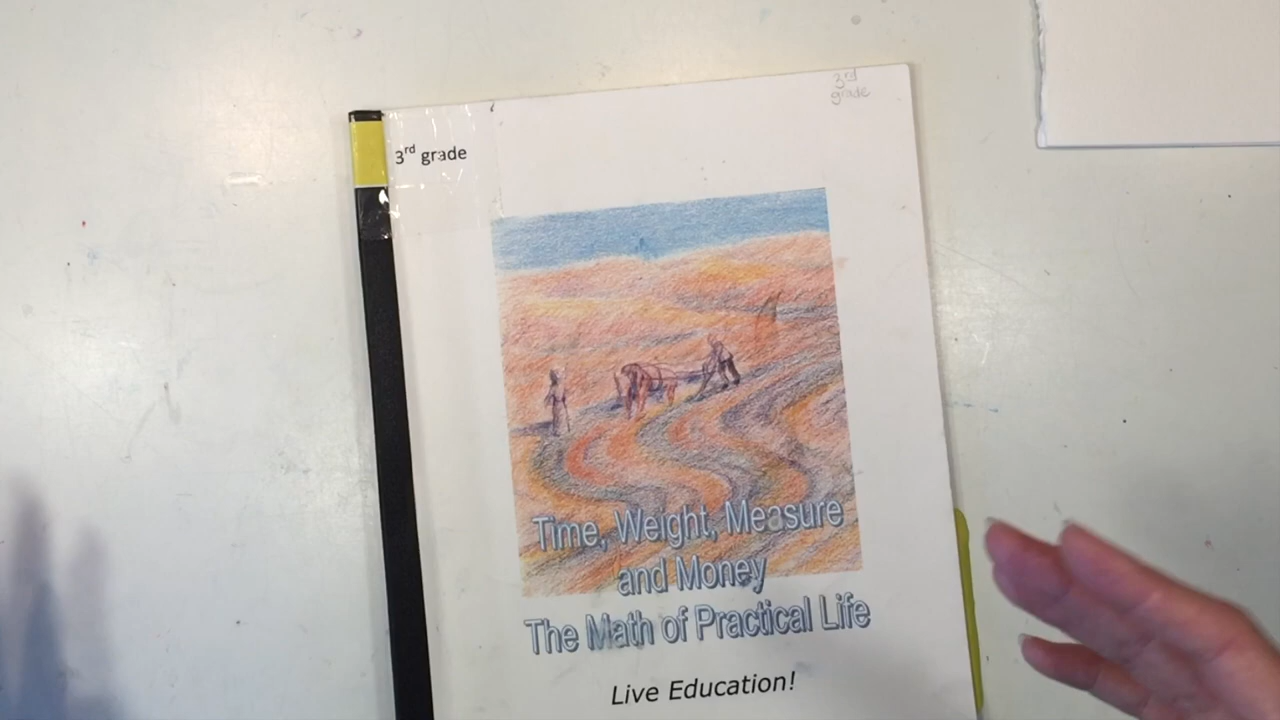 3rd
grade
3rd grade
Time, Weight, Measure
and Money
The Math of Practical Life
Live Education!